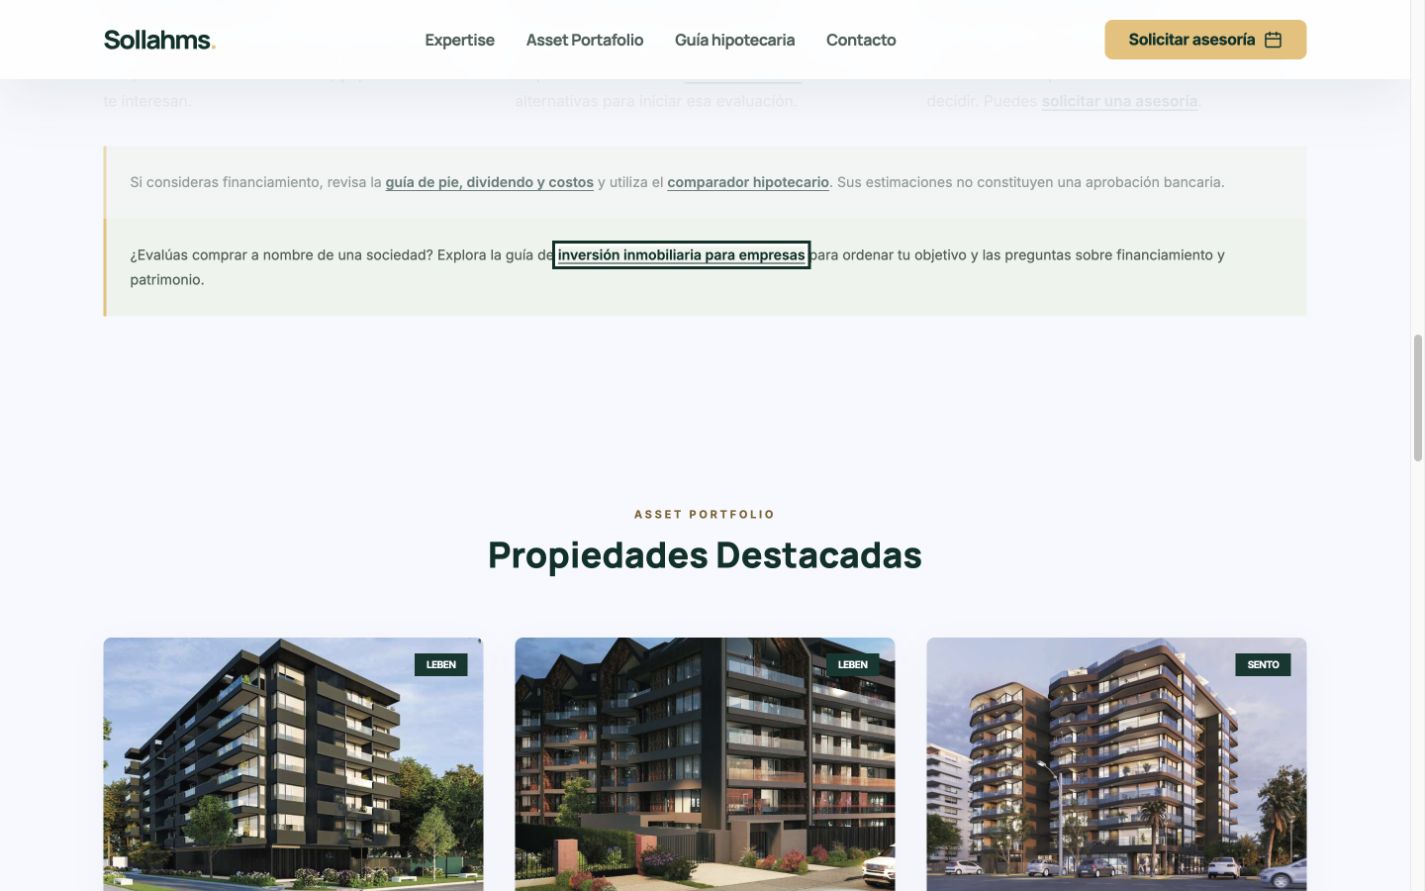 Sollahms.
Expertise
Asset Portafolio
Guía hipotecaria
Contacto
Solicitar asesoría
te interesan.
alternativas para iniciar esa evaluación.
decidir. Puedes solicitar una asesoría.
Si consideras financiamiento, revisa la guía de pie, dividendo y costos y utiliza el comparador hipotecario. Sus estimaciones no constituyen una aprobación bancaria.
¿Evalúas comprar a nombre de una sociedad? Explora la guía de inversión inmobiliaria para empresas para ordenar tu objetivo y las preguntas sobre financiamiento y
patrimonio.
ASSET PORTFOLIO
Propiedades Destacadas
LEBEN
LEBEN
SENTO